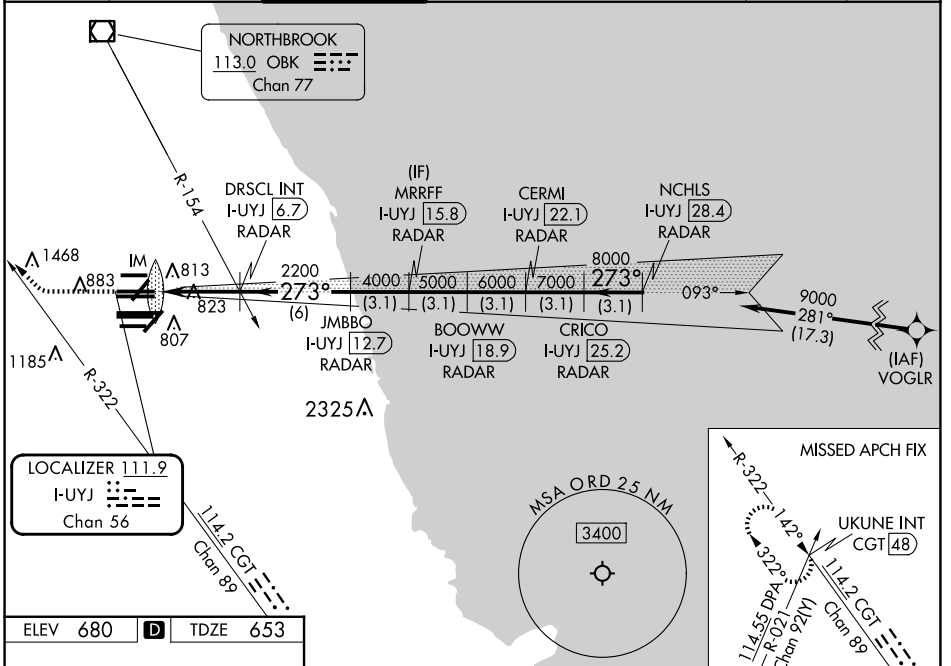 NORTHBROOK
113.0 OBK
Chan 77
R-154
DRSCL INT
I-UYJ 6.7
RADAR
(IF)
MRRFF
I-UYJ 15.8
RADAR
CERMI
I-UYJ 22.1
RADAR
NCHLS
I-UYJ 28.4
RADAR
1468
883
IM
813
823
807
1185
2200
273°
(6)
4000
(3.1)
5000
(3.1)
6000
(3.1)
7000
(3.1)
8000
273°
(3.1)
093°
9000
281°
(17.3)
(IAF)
VOGLR
JMBBO
I-UYJ 12.7
RADAR
BOOWW
I-UYJ 18.9
RADAR
CRICO
I-UYJ 25.2
RADAR
2325
R-322
LOCALIZER 111.9
I-UYJ
Chan 56
114.2 CGT
Chan 89
MSA ORD 25 NM
3400
MISSED APCH FIX
R-322
142°
322°
UKUNE INT
CGT 48
114.2 CGT
Chan 89
114.55 DPA
R-021
Chan 92(Y)
ELEV 680 D TDZE 653